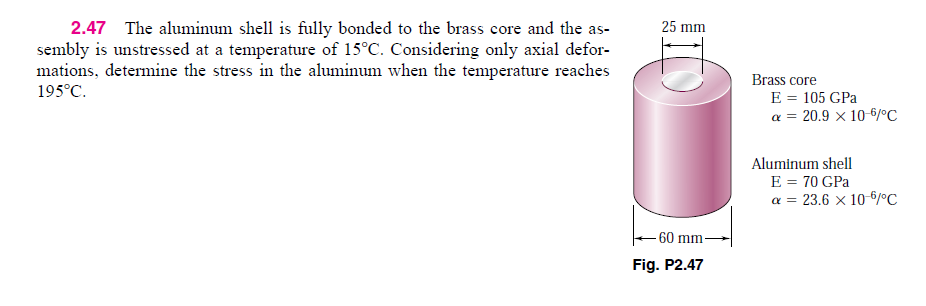 2.47 The aluminum shell is fully bonded to the brass core and the as-
sembly is unstressed at a temperature of 15°C. Considering only axial defor-
mations, determine the stress in the aluminum when the temperature reaches
195°C.
25 mm
Brass core
E = 105 GPa
α = 20.9 × 10⁻⁶/°C
Aluminum shell
E = 70 GPa
α = 23.6 × 10⁻⁶/°C
60 mm
Fig. P2.47